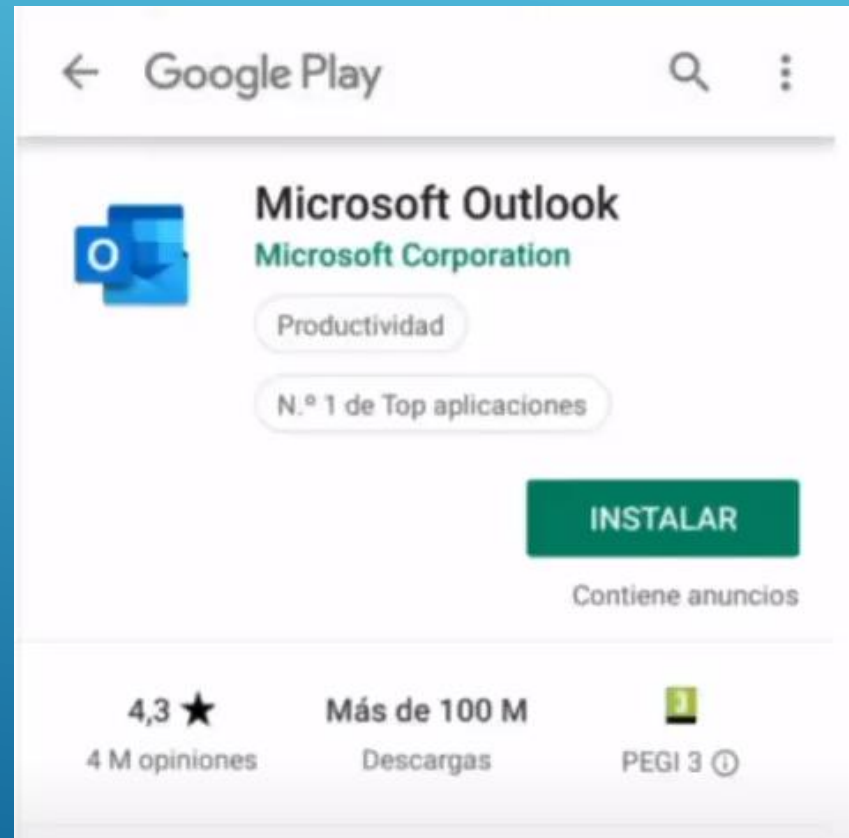 Google Play
Microsoft Outlook
O
Microsoft Corporation
Productividad
N.º 1 de Top aplicaciones
INSTALAR
Contiene anuncios
4,3 ★ Más de 100 M 3
4 M opiniones Descargas PEGI 3